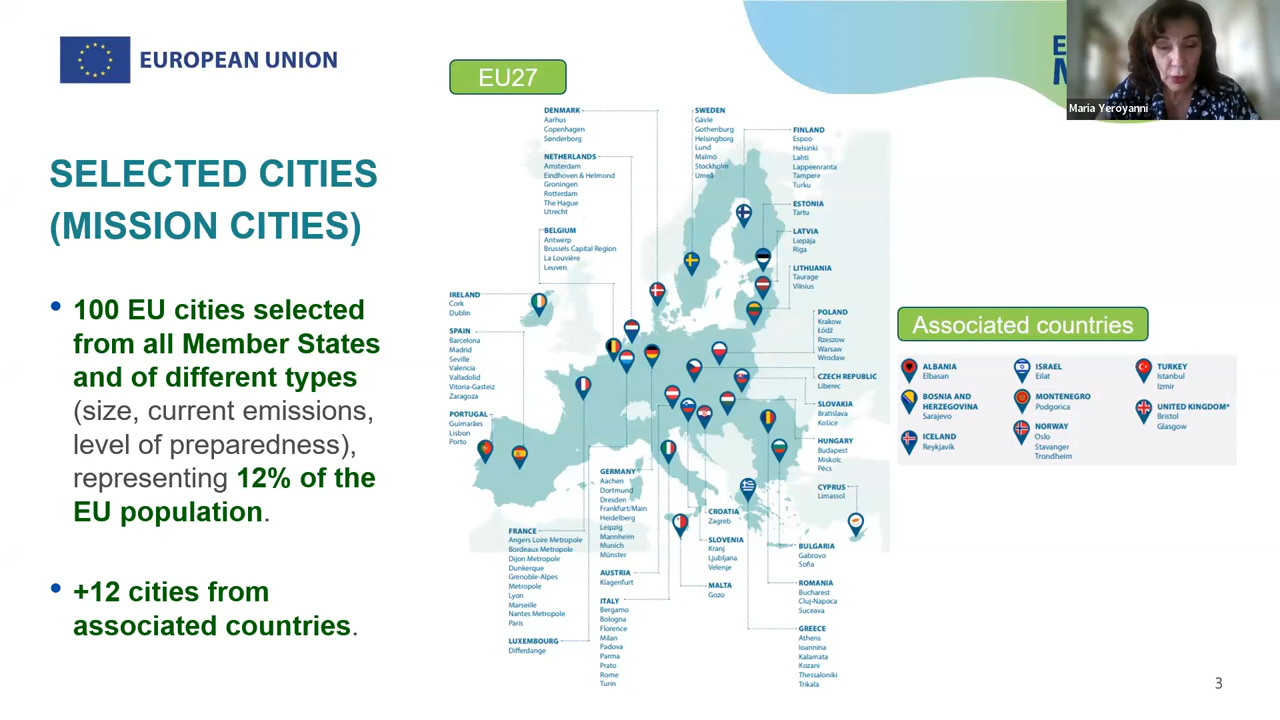 EUROPEAN UNION
SELECTED CITIES
(MISSION CITIES)
• 100 EU cities selected
from all Member States
and of different types
(size, current emissions,
level of preparedness),
representing 12% of the
EU population.
• +12 cities from
associated countries.
EU27
DENMARK
Aarhus
Copenhagen
Sønderborg
NETHERLANDS
Amsterdam
Eindhoven & Helmond
Groningen
Rotterdam
The Hague
Utrecht
BELGIUM
Antwerp
Brussels Capital Region
La Louvière
Leuven
IRELAND
Cork
Dublin
SPAIN
Barcelona
Madrid
Seville
Valencia
Valladolid
Vitoria-Gasteiz
Zaragoza
PORTUGAL
Guimarães
Lisbon
Porto
FRANCE
Angers Loire Metropole
Bordeaux Metropole
Dijon Metropole
Dunkerque
Grenoble-Alpes
Metropole
Lyon
Marseille
Nantes Metropole
Paris
LUXEMBOURG
Differdange
GERMANY
Aachen
Dortmund
Dresden
Frankfurt/Main
Heidelberg
Leipzig
Mannheim
Munich
Münster
AUSTRIA
Klagenfurt
ITALY
Bergamo
Bologna
Florence
Milan
Padova
Parma
Prato
Rome
Turin
SWEDEN
Gävle
Gothenburg
Helsingborg
Lund
Malmö
Stockholm
Umeå
FINLAND
Espoo
Helsinki
Lahti
Lappeenranta
Tampere
Turku
ESTONIA
Tartu
LATVIA
Liepāja
Rīga
LITHUANIA
Taurage
Vilnius
POLAND
Krakow
Łódź
Rzeszow
Warsaw
Wrocław
CZECH REPUBLIC
Liberec
SLOVAKIA
Bratislava
Košice
HUNGARY
Budapest
Miskolc
Pécs
CYPRUS
Limassol
CROATIA
Zagreb
SLOVENIA
Kranj
Ljubljana
Velenje
MALTA
Gozo
BULGARIA
Gabrovo
Sofia
ROMANIA
Bucharest
Cluj-Napoca
Suceava
GREECE
Athens
Ioannina
Kalamata
Kozani
Thessaloniki
Trikala
Associated countries
ALBANIA
Elbasan
BOSNIA AND
HERZEGOVINA
Sarajevo
ICELAND
Reykjavík
ISRAEL
Eilat
MONTENEGRO
Podgorica
NORWAY
Oslo
Stavanger
Trondheim
TURKEY
Istanbul
Izmir
UNITED KINGDOM*
Bristol
Glasgow
Maria Yeroyanni
3